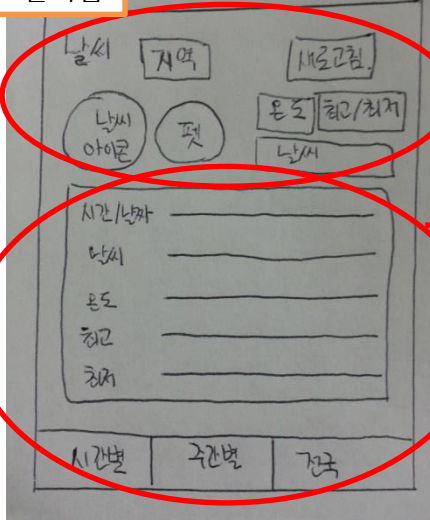 날씨 지역 새로고침
날씨
아이콘
펫
온도 최고/최저
날씨
시간/날짜
날씨
온도
최고
최저
시간별 주간별 전국